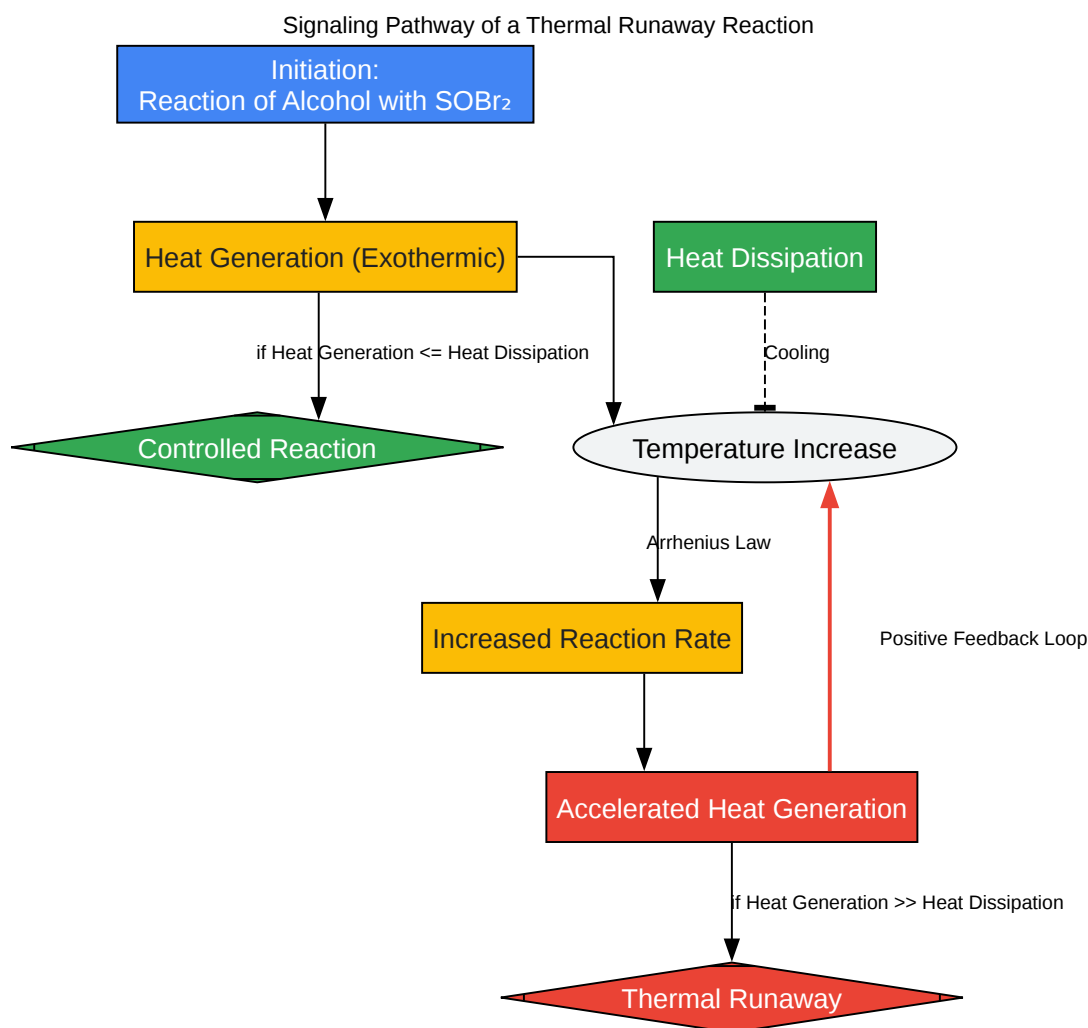 Signaling Pathway of a Thermal Runaway Reaction
Initiation:
Reaction of Alcohol with SOBr₂
Heat Generation (Exothermic)
Heat Dissipation
if Heat Generation <= Heat Dissipation
Cooling
Controlled Reaction
Temperature Increase
Arrhenius Law
Increased Reaction Rate
Positive Feedback Loop
Accelerated Heat Generation
if Heat Generation >> Heat Dissipation
Thermal Runaway